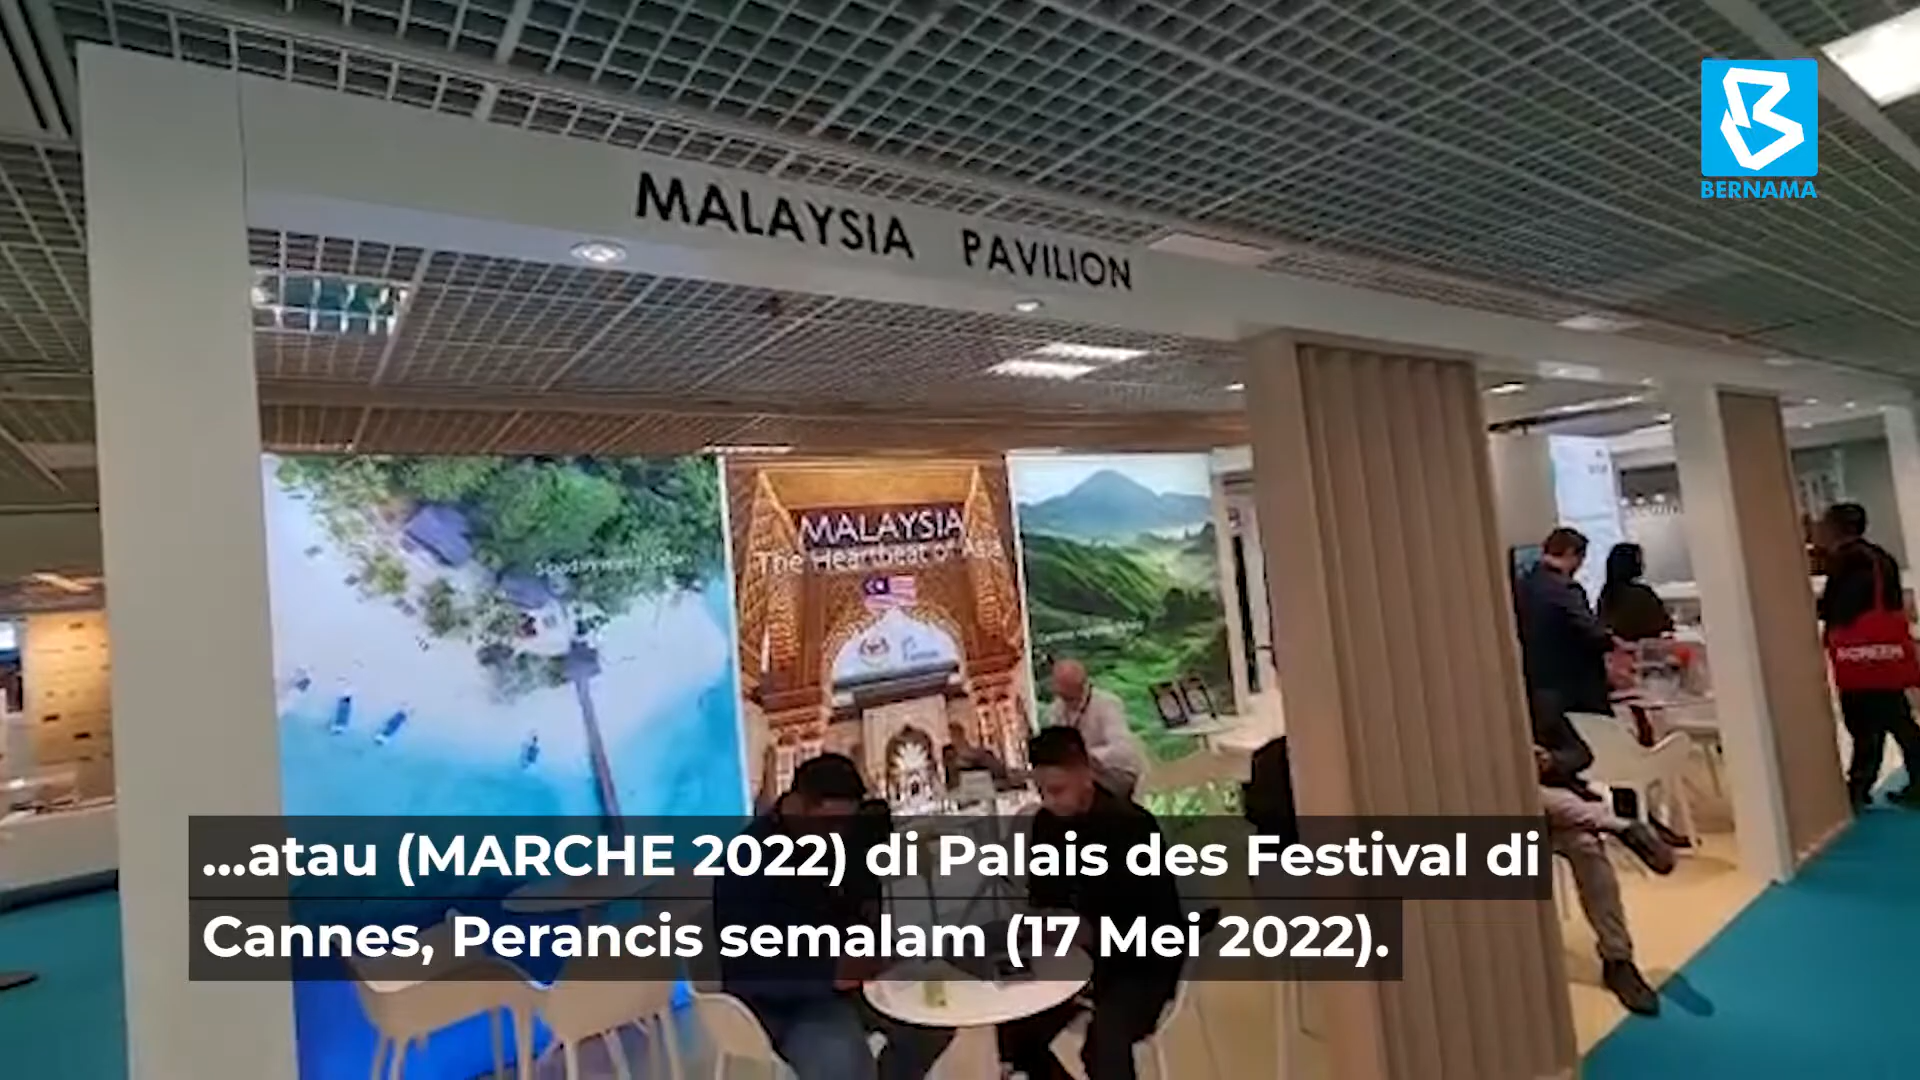 BERNAMA
MALAYSIA PAVILION
MALAYSIA
The Heartbeat of Asia
SCREEN
...atau (MARCHE 2022) di Palais des Festival di
Cannes, Perancis semalam (17 Mei 2022).